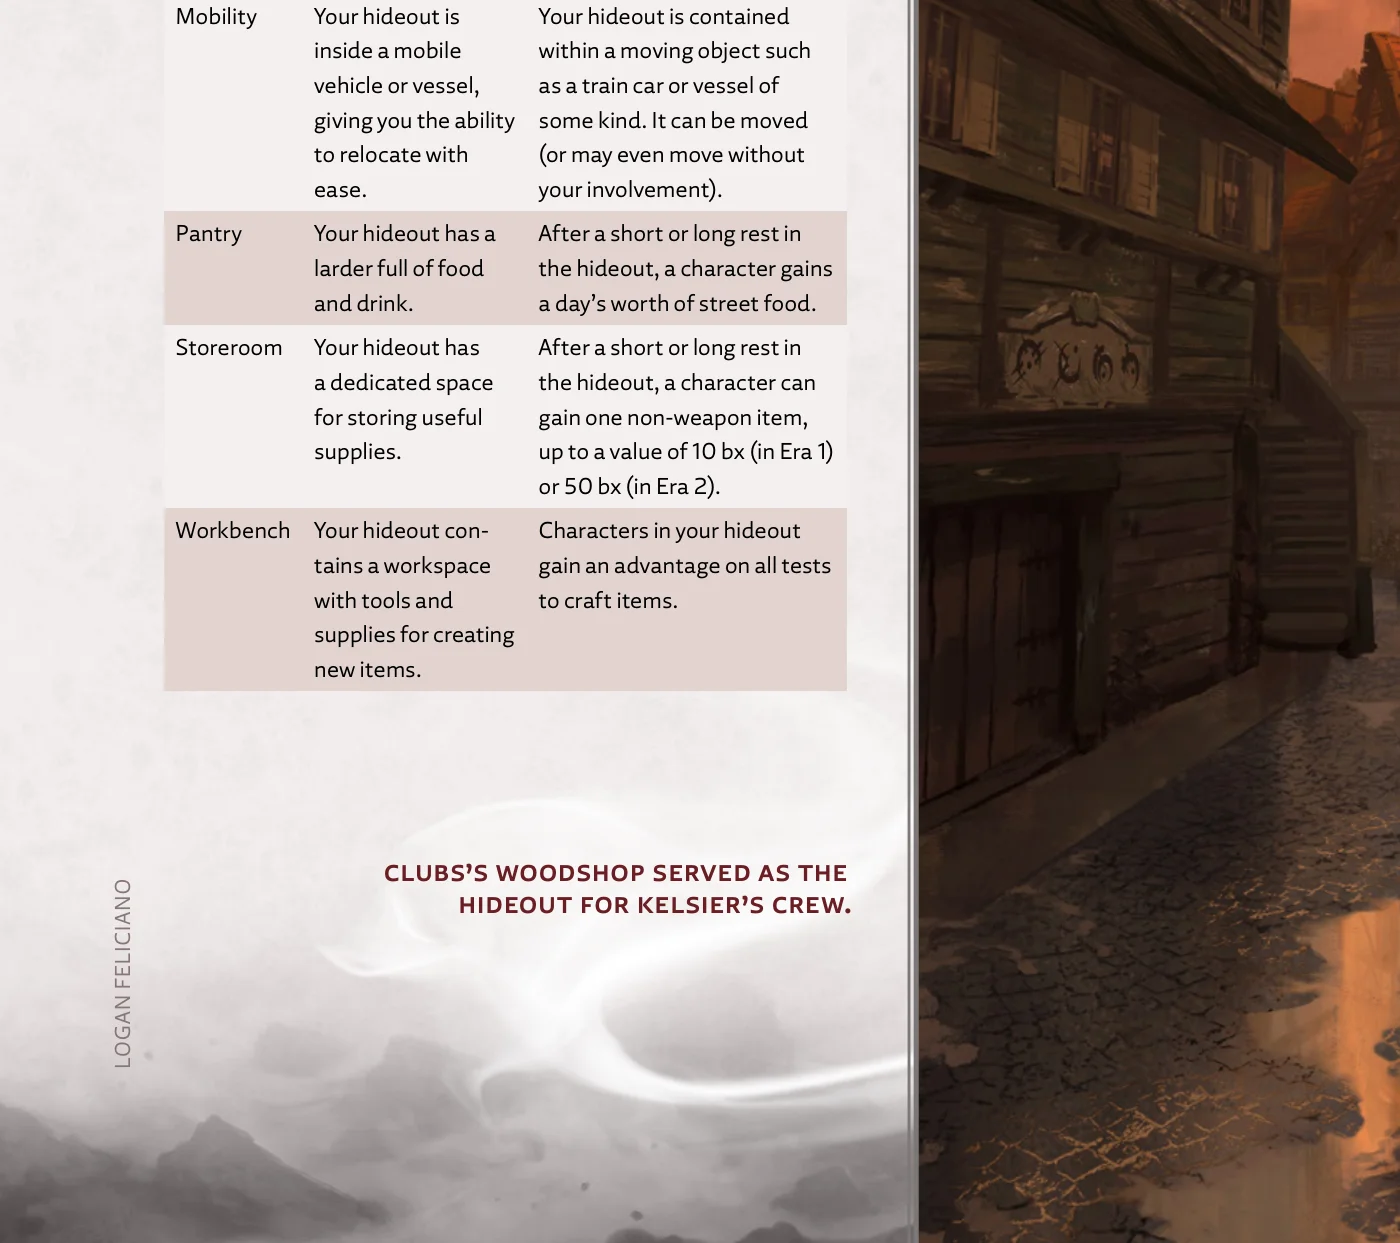 Mobility
Your hideout is
inside a mobile
vehicle or vessel,
giving you the ability
to relocate with
ease.
Your hideout is contained
within a moving object such
as a train car or vessel of
some kind. It can be moved
(or may even move without
your involvement).
Pantry
Your hideout has a
larder full of food
and drink.
After a short or long rest in
the hideout, a character gains
a day’s worth of street food.
Storeroom
Your hideout has
a dedicated space
for storing useful
supplies.
After a short or long rest in
the hideout, a character can
gain one non-weapon item,
up to a value of 10 bx (in Era 1)
or 50 bx (in Era 2).
Workbench
Your hideout con-
tains a workspace
with tools and
supplies for creating
new items.
Characters in your hideout
gain an advantage on all tests
to craft items.
CLUBS’S WOODSHOP SERVED AS THE
HIDEOUT FOR KELSIER’S CREW.
LOGAN FELICIANO